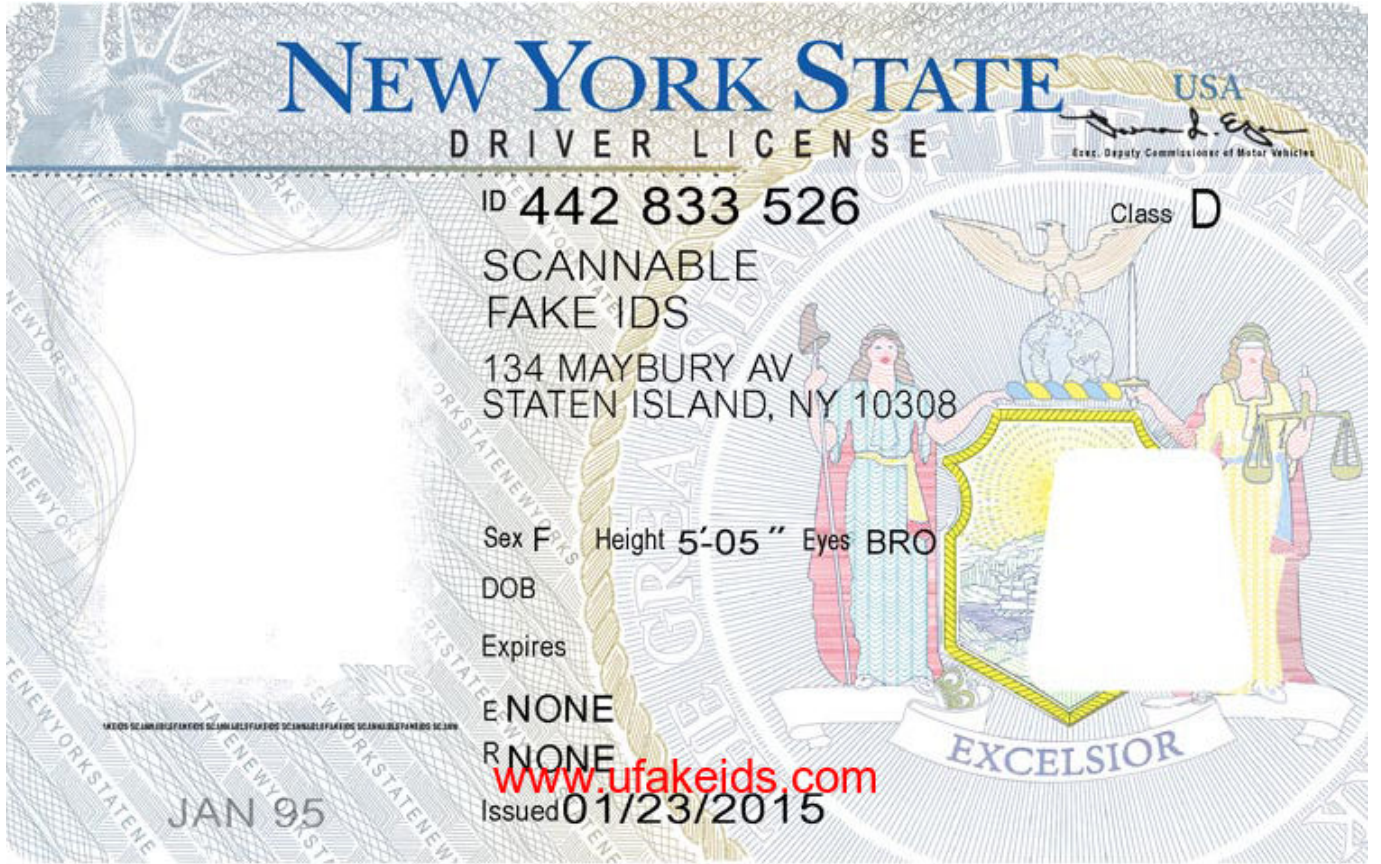 NEW YORK STATE USA
DRIVER LICENSE
Exec. Deputy Commissioner of Motor Vehicles
ID 442 833 526 Class D
SCANNABLE
FAKE IDS
134 MAYBURY AV
STATEN ISLAND, NY 10308
Sex F Height 5'-05" Eyes BRO
DOB
Expires
E NONE
R NONE
www.ufakeids.com
Issued 01/23/2015
JAN 95
EXCELSIOR